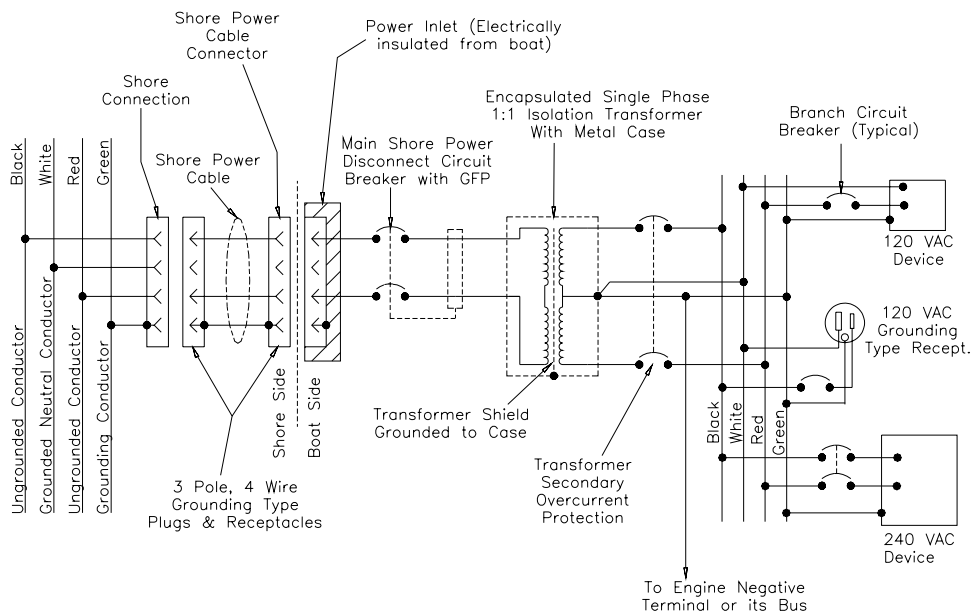 Shore Power
Cable
Connector
Power Inlet (Electrically
insulated from boat)
Shore
Connection
Encapsulated Single Phase
1:1 Isolation Transformer
With Metal Case
Branch Circuit
Breaker (Typical)
Main Shore Power
Disconnect Circuit
Breaker with GFP
Shore Power
Cable
Black
White
Red
Green
120 VAC
Device
120 VAC
Grounding
Type Recept.
Ungrounded Conductor
Grounded Neutral Conductor
Ungrounded Conductor
Grounding Conductor
Shore Side
Boat Side
Transformer Shield
Grounded to Case
Black
White
Red
Green
3 Pole, 4 Wire
Grounding Type
Plugs & Receptacles
Transformer
Secondary
Overcurrent
Protection
240 VAC
Device
To Engine Negative
Terminal or its Bus